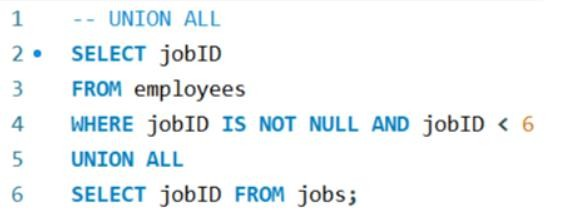 1 -- UNION ALL
2 SELECT jobID
3 FROM employees
4 WHERE jobID IS NOT NULL AND jobID < 6
5 UNION ALL
6 SELECT jobID FROM jobs;